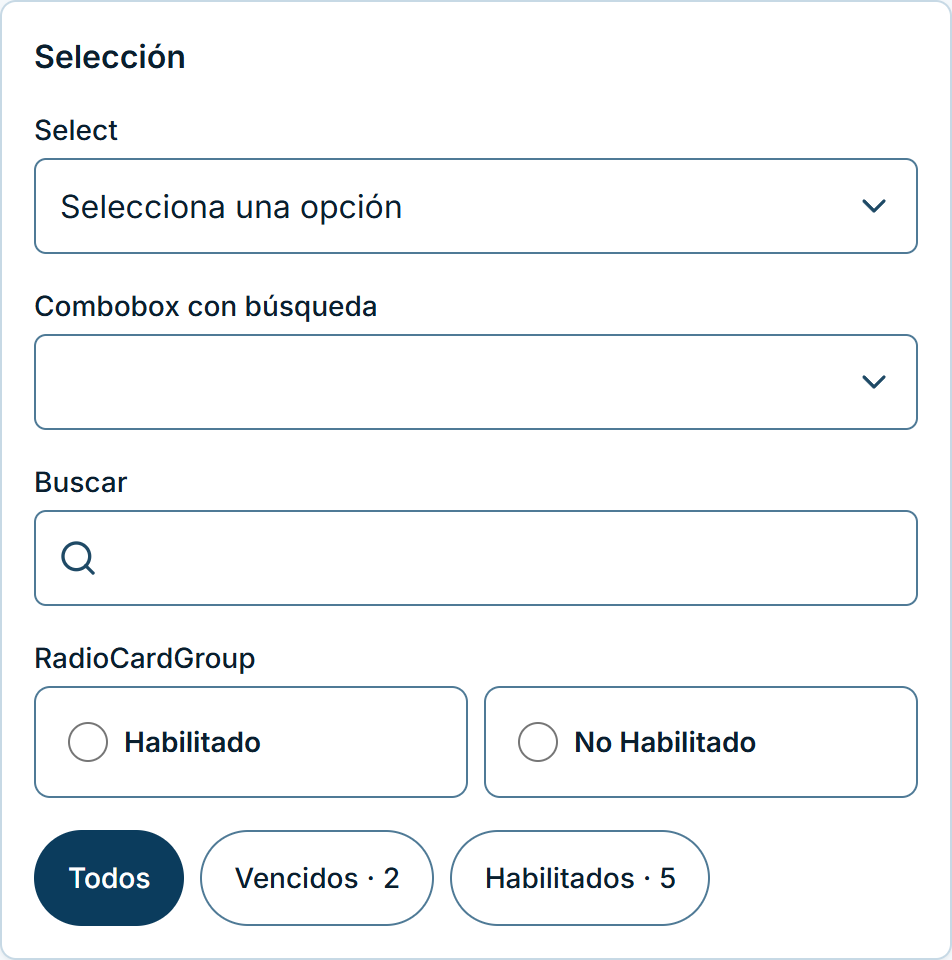 Selección
Select
Selecciona una opción
Combobox con búsqueda
Buscar
RadioCardGroup
Habilitado
No Habilitado
Todos
Vencidos · 2
Habilitados · 5